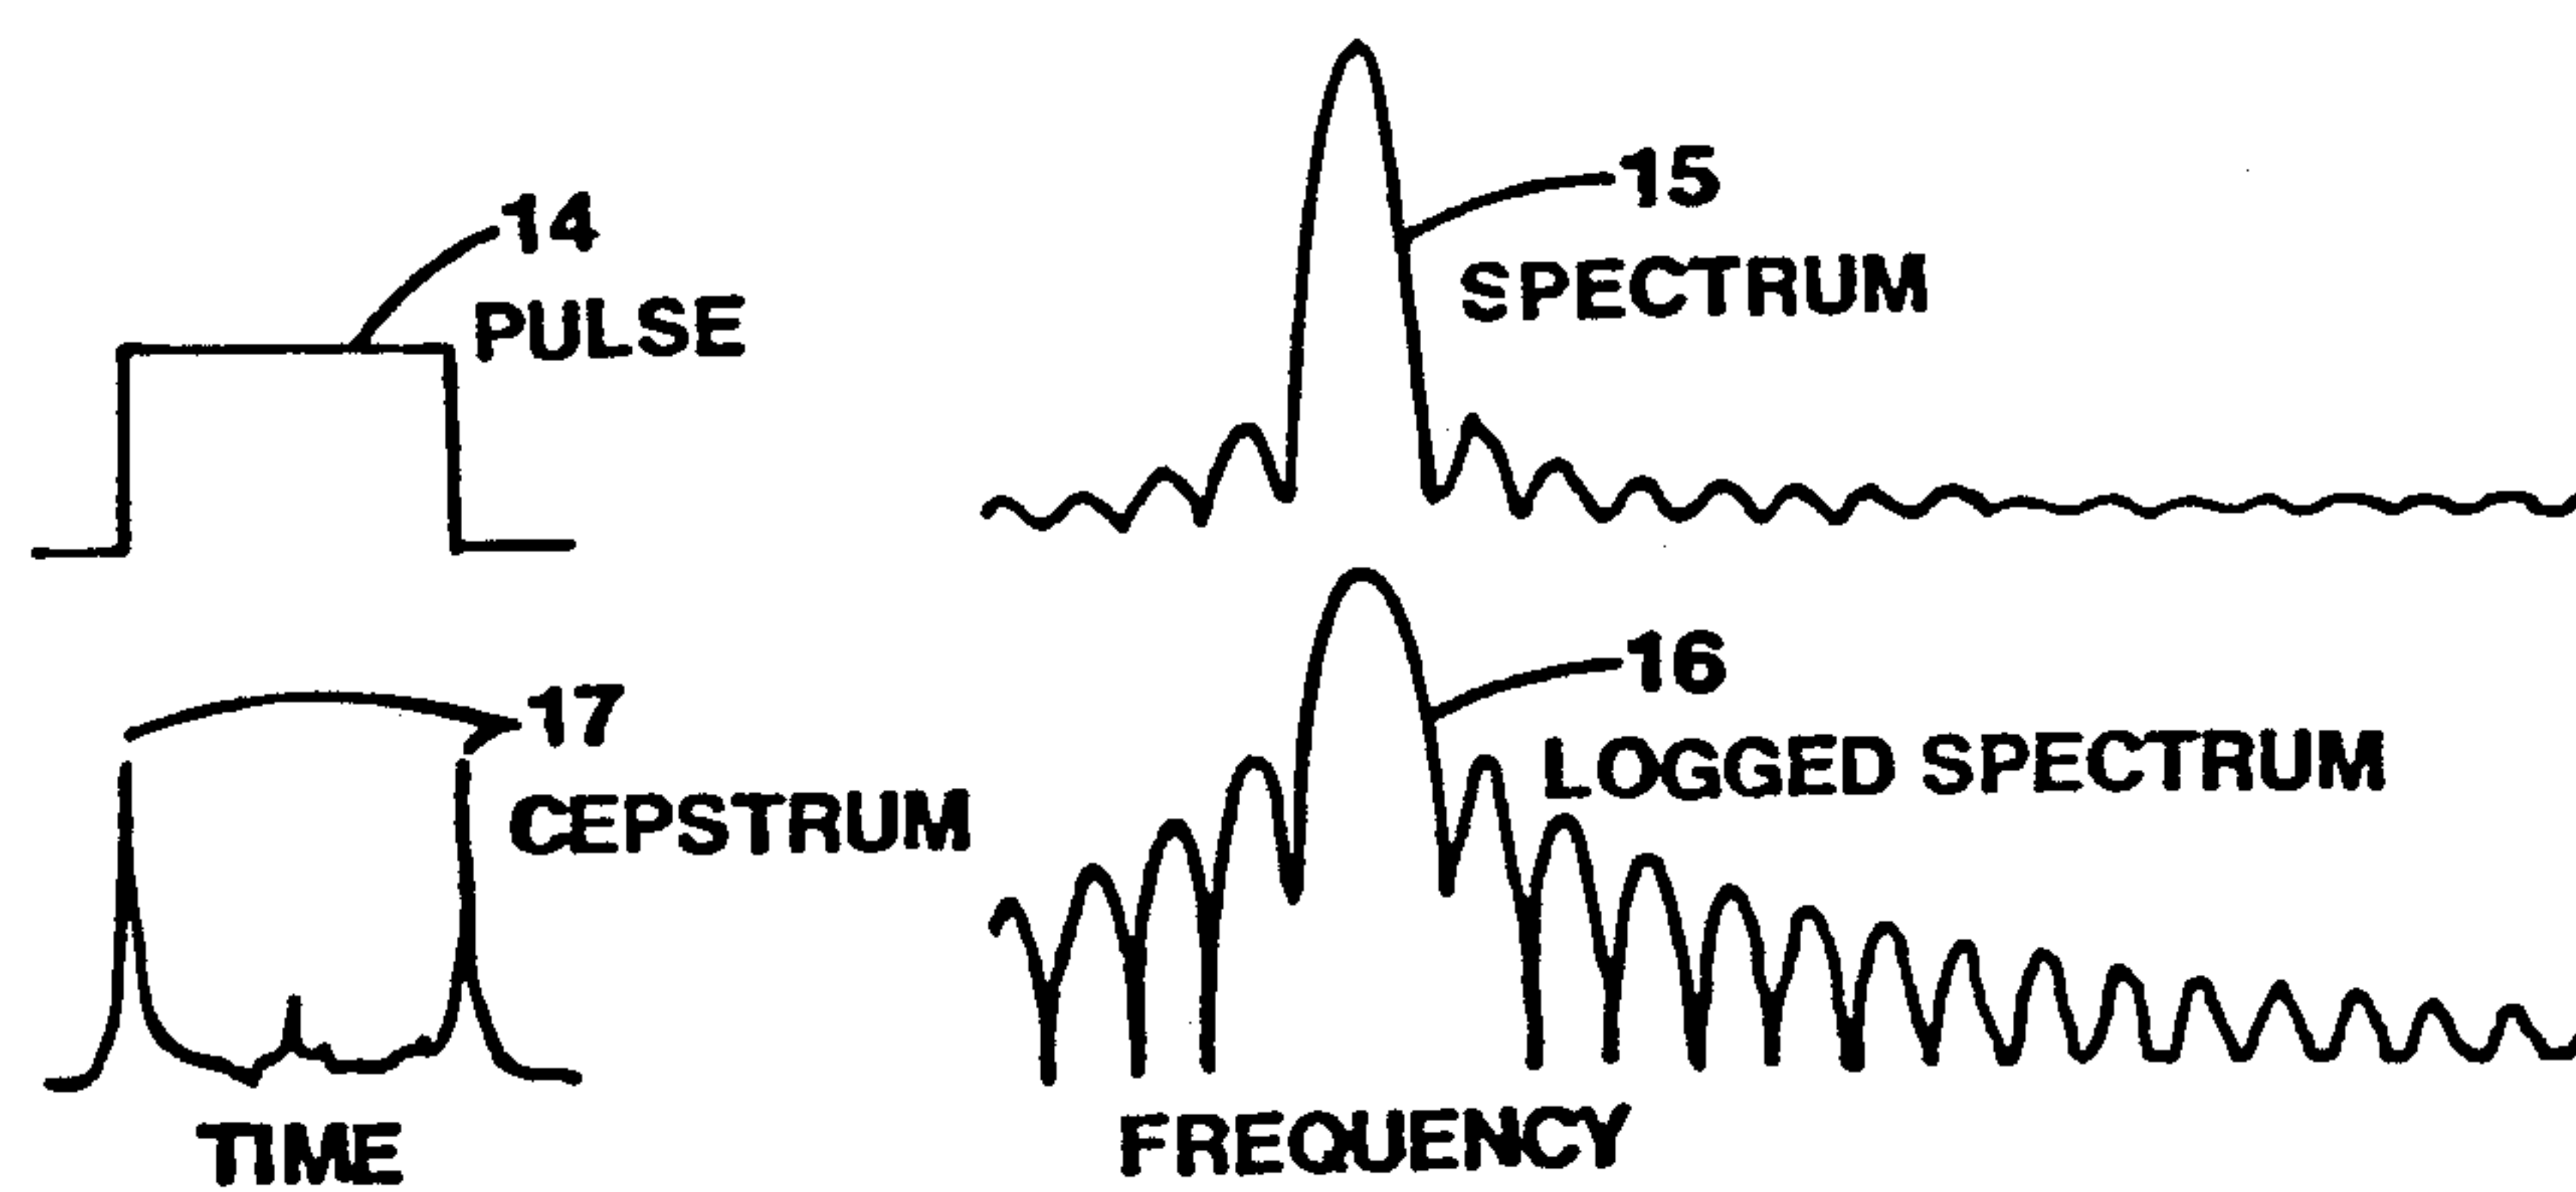 14
PULSE
15
SPECTRUM
17
CEPSTRUM
16
LOGGED SPECTRUM
TIME
FREQUENCY